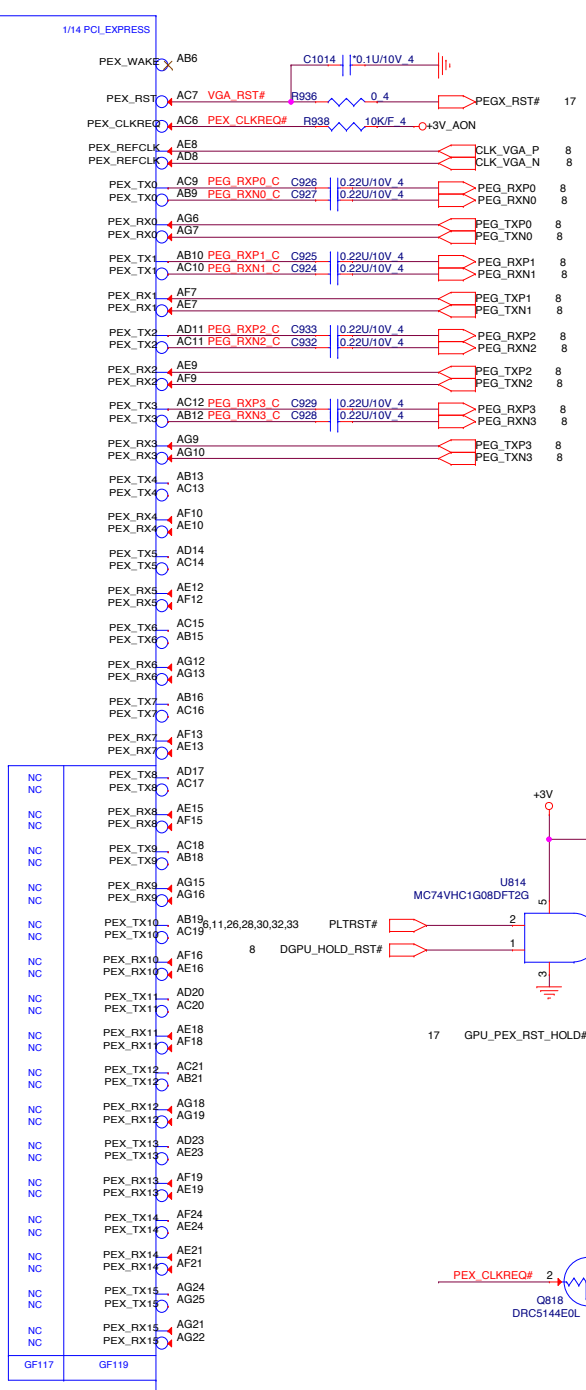 1/14 PCI_EXPRESS
PEX_WAKE AB6 C1014 *0.1U/10V_4
PEX_RST AC7 VGA_RST# R936 0_4 PEGX_RST# 17
PEX_CLKREQ AC6 PEX_CLKREQ# R938 10K/F_4 +3V_AON
PEX_REFCLK AE8 CLK_VGA_P 8
PEX_REFCLK AD8 CLK_VGA_N 8
PEX_TX0 AC9 PEG_RXP0_C C926 0.22U/10V_4 PEG_RXP0 8
PEX_TX0 AB9 PEG_RXN0_C C927 0.22U/10V_4 PEG_RXN0 8
PEX_RX0 AG6 PEG_TXP0 8
PEX_RX0 AG7 PEG_TXN0 8
PEX_TX1 AB10 PEG_RXP1_C C925 0.22U/10V_4 PEG_RXP1 8
PEX_TX1 AC10 PEG_RXN1_C C924 0.22U/10V_4 PEG_RXN1 8
PEX_RX1 AF7 PEG_TXP1 8
PEX_RX1 AE7 PEG_TXN1 8
PEX_TX2 AD11 PEG_RXP2_C C933 0.22U/10V_4 PEG_RXP2 8
PEX_TX2 AC11 PEG_RXN2_C C932 0.22U/10V_4 PEG_RXN2 8
PEX_RX2 AE9 PEG_TXP2 8
PEX_RX2 AF9 PEG_TXN2 8
PEX_TX3 AC12 PEG_RXP3_C C929 0.22U/10V_4 PEG_RXP3 8
PEX_TX3 AB12 PEG_RXN3_C C928 0.22U/10V_4 PEG_RXN3 8
PEX_RX3 AG9 PEG_TXP3 8
PEX_RX3 AG10 PEG_TXN3 8
PEX_TX4 AB13
PEX_TX4 AC13
PEX_RX4 AF10
PEX_RX4 AE10
PEX_TX5 AD14
PEX_TX5 AC14
PEX_RX5 AE12
PEX_RX5 AF12
PEX_TX6 AC15
PEX_TX6 AB15
PEX_RX6 AG12
PEX_RX6 AG13
PEX_TX7 AB16
PEX_TX7 AC16
PEX_RX7 AF13
PEX_RX7 AE13
NC PEX_TX8 AD17
NC PEX_TX8 AC17
+3V
NC PEX_RX8 AE15
NC PEX_RX8 AF15
NC PEX_TX9 AC18
NC PEX_TX9 AB18
NC PEX_RX9 AG15 U814
NC PEX_RX9 AG16 MC74VHC1G08DFT2G
5
NC PEX_TX10 AB19 6,11,26,28,30,32,33 PLTRST# 2
NC PEX_TX10 AC19
8 DGPU_HOLD_RST# 1
NC PEX_RX10 AF16
NC PEX_RX10 AE16 3
NC PEX_TX11 AD20
NC PEX_TX11 AC20
NC PEX_RX11 AE18
NC PEX_RX11 AF18
17 GPU_PEX_RST_HOLD#
NC PEX_TX12 AC21
NC PEX_TX12 AB21
NC PEX_RX12 AG18
NC PEX_RX12 AG19
NC PEX_TX13 AD23
NC PEX_TX13 AE23
NC PEX_RX13 AF19
NC PEX_RX13 AE19
NC PEX_TX14 AF24
NC PEX_TX14 AE24
NC PEX_RX14 AE21
NC PEX_RX14 AF21
PEX_CLKREQ# 2
NC PEX_TX15 AG24
NC PEX_TX15 AG25
Q818
DRC5144E0L
NC PEX_RX15 AG21
NC PEX_RX15 AG22
GF117 GF119